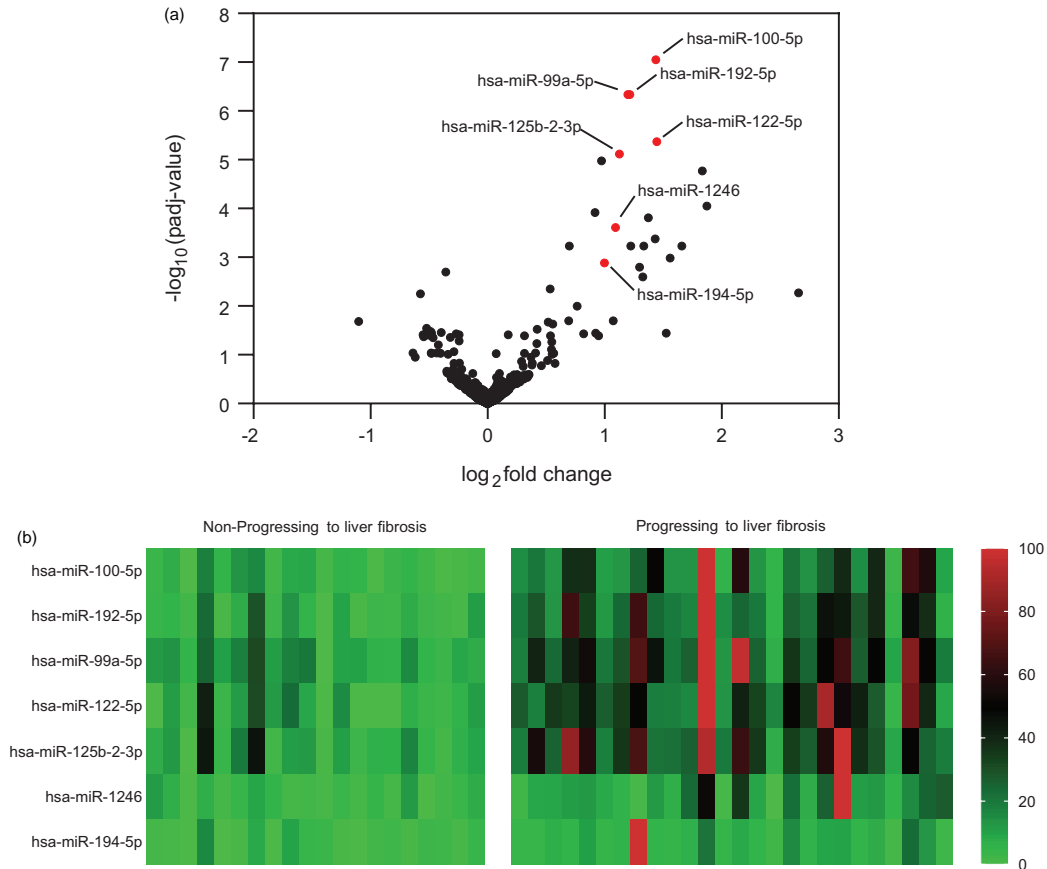 (a)
8
7
6
5
4
3
2
1
0
-log10(padj-value)
hsa-miR-100-5p
hsa-miR-99a-5p
hsa-miR-192-5p
hsa-miR-125b-2-3p
hsa-miR-122-5p
hsa-miR-1246
hsa-miR-194-5p
-2 -1 0 1 2 3
log2fold change
(b)
Non-Progressing to liver fibrosis
Progressing to liver fibrosis
hsa-miR-100-5p
hsa-miR-192-5p
hsa-miR-99a-5p
hsa-miR-122-5p
hsa-miR-125b-2-3p
hsa-miR-1246
hsa-miR-194-5p
100
80
60
40
20
0